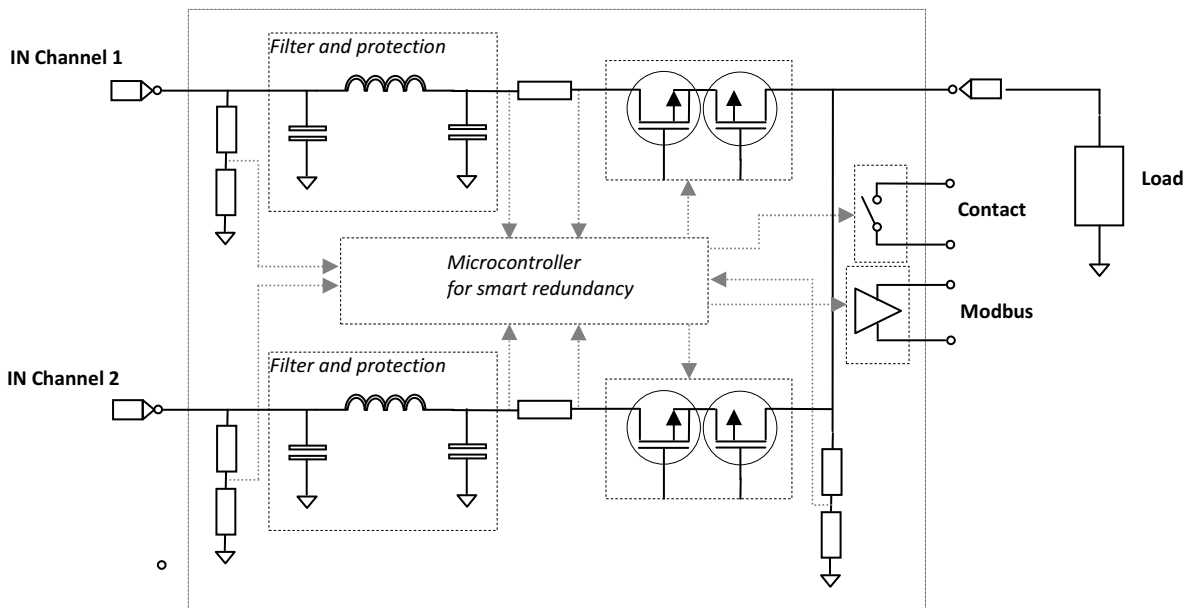 Filter and protection
IN Channel 1
Load
Contact
Microcontroller
for smart redundancy
Modbus
Filter and protection
IN Channel 2